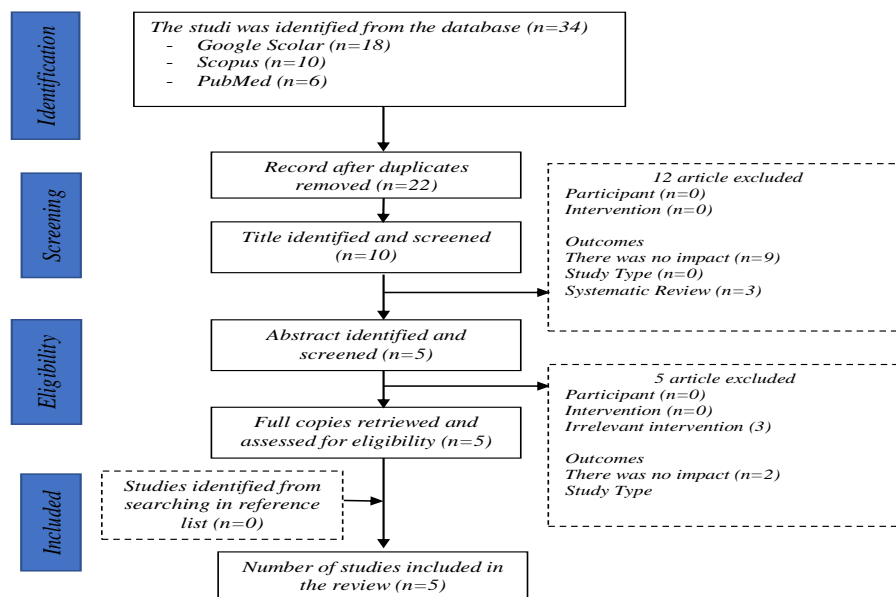 Identification
The studi was identified from the database (n=34)
- Google Scolar (n=18)
- Scopus (n=10)
- PubMed (n=6)
Screening
Record after duplicates
removed (n=22)
Title identified and screened
(n=10)
12 article excluded
Participant (n=0)
Intervention (n=0)
Outcomes
There was no impact (n=9)
Study Type (n=0)
Systematic Review (n=3)
Eligibility
Abstract identified and
screened (n=5)
Full copies retrieved and
assessed for eligibility (n=5)
5 article excluded
Participant (n=0)
Intervention (n=0)
Irrelevant intervention (3)
Outcomes
There was no impact (n=2)
Study Type
Included
Studies identified from
searching in reference
list (n=0)
Number of studies included in
the review (n=5)